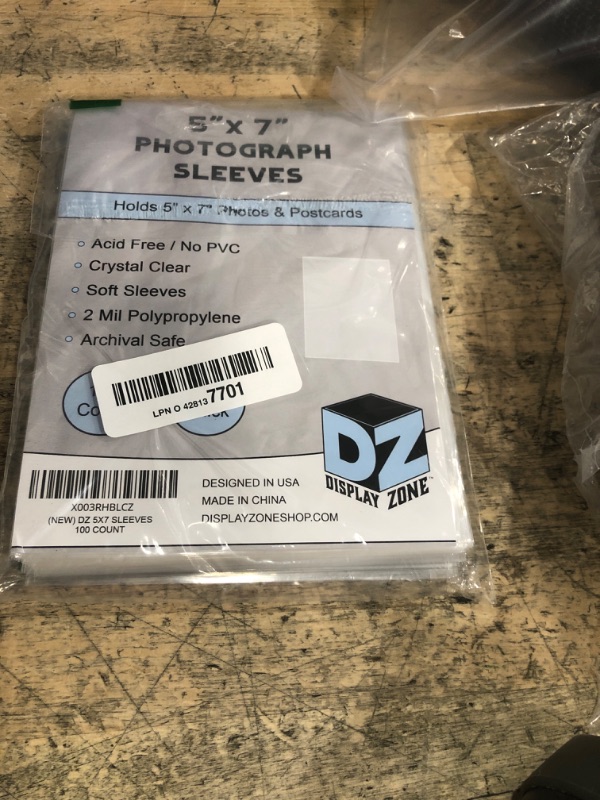 5" x 7"
PHOTOGRAPH
SLEEVES
Holds 5" x 7" Photos & Postcards
Acid Free / No PVC
Crystal Clear
Soft Sleeves
2 Mil Polypropylene
Archival Safe
LPN O 42813 7701
DZ
DISPLAY ZONE™
X003RHBLCZ
(NEW) DZ 5X7 SLEEVES
100 COUNT
DESIGNED IN USA
MADE IN CHINA
DISPLAYZONESHOP.COM